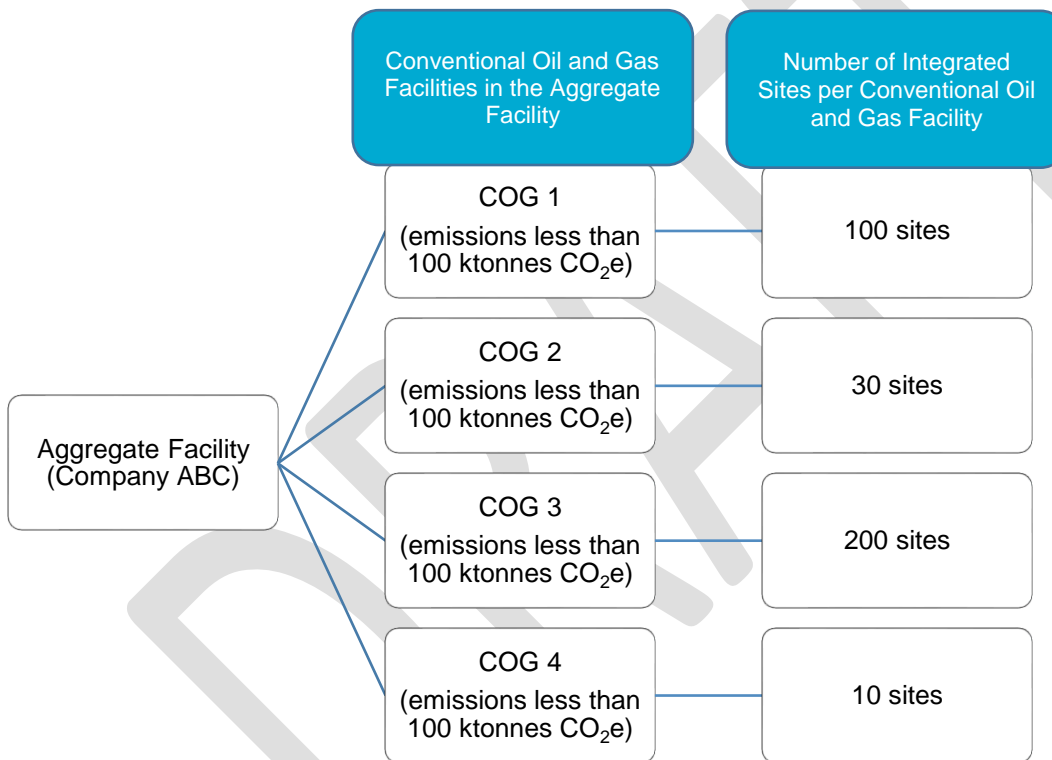 Conventional Oil and Gas
Facilities in the Aggregate
Facility
Number of Integrated
Sites per Conventional Oil
and Gas Facility
Aggregate Facility
(Company ABC)
COG 1
(emissions less than
100 ktonnes CO₂e)
100 sites
COG 2
(emissions less than
100 ktonnes CO₂e)
30 sites
COG 3
(emissions less than
100 ktonnes CO₂e)
200 sites
COG 4
(emissions less than
100 ktonnes CO₂e)
10 sites
DRAFT